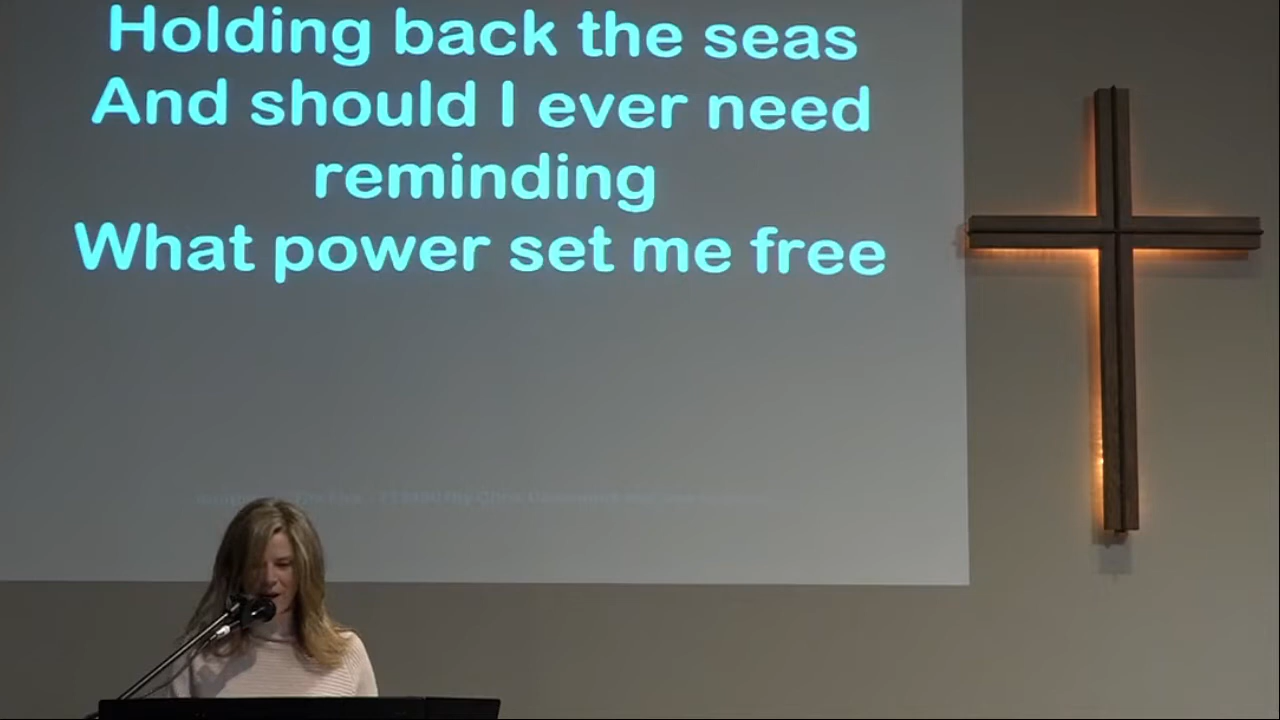 Holding back the seas
And should I ever need
reminding
What power set me free